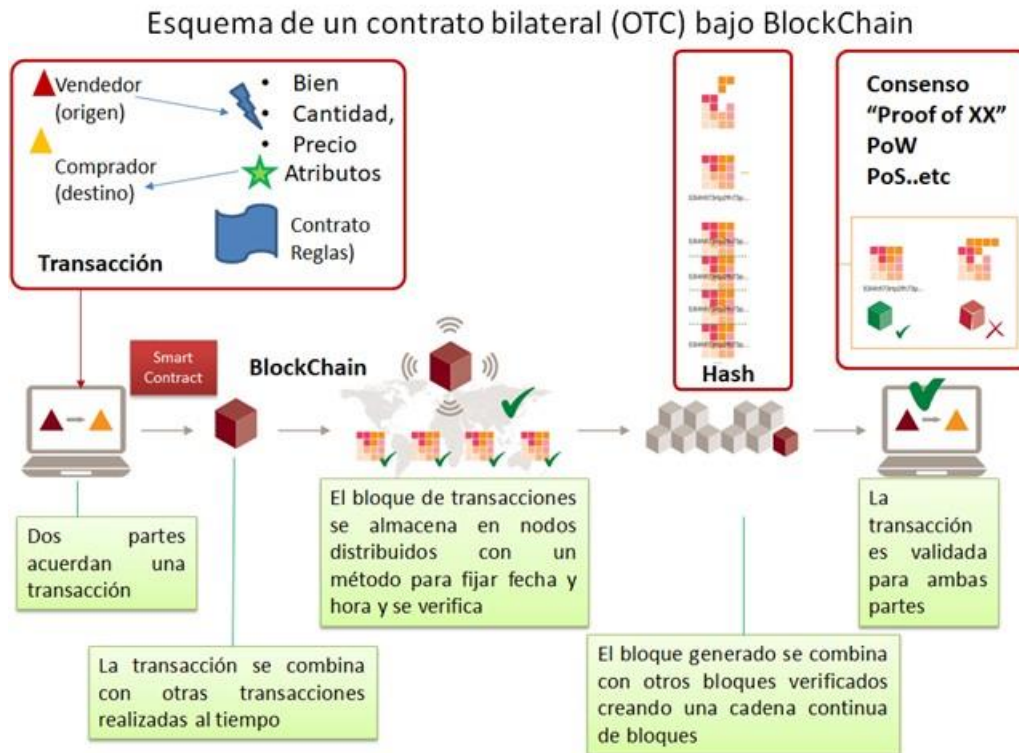 Esquema de un contrato bilateral (OTC) bajo BlockChain
Vendedor
(origen)
Comprador
(destino)
• Bien
• Cantidad,
• Precio
Atributos
Contrato
Reglas)
Transacción
Hash
Consenso
“Proof of XX”
PoW
PoS..etc
Smart
Contract
BlockChain
Dos partes
acuerdan una
transacción
La transacción se combina
con otras transacciones
realizadas al tiempo
El bloque de transacciones
se almacena en nodos
distribuidos con un
método para fijar fecha y
hora y se verifica
El bloque generado se combina
con otros bloques verificados
creando una cadena continua
de bloques
La
transacción
es validada
para ambas
partes